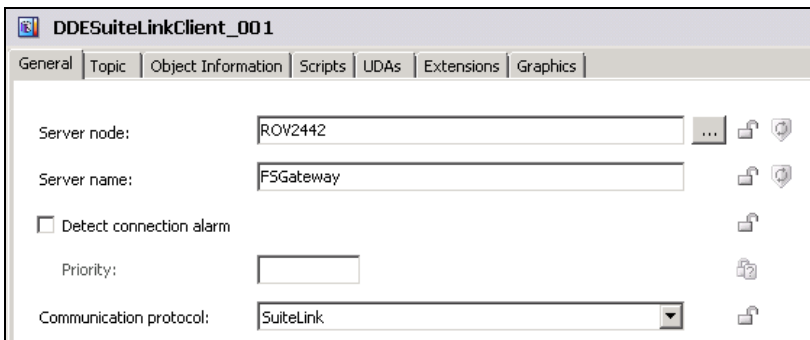 DDESuiteLinkClient_001
General Topic Object Information Scripts UDAs Extensions Graphics
Server node: ROV2442 ...
Server name: FSGateway
Detect connection alarm
Priority:
Communication protocol: SuiteLink